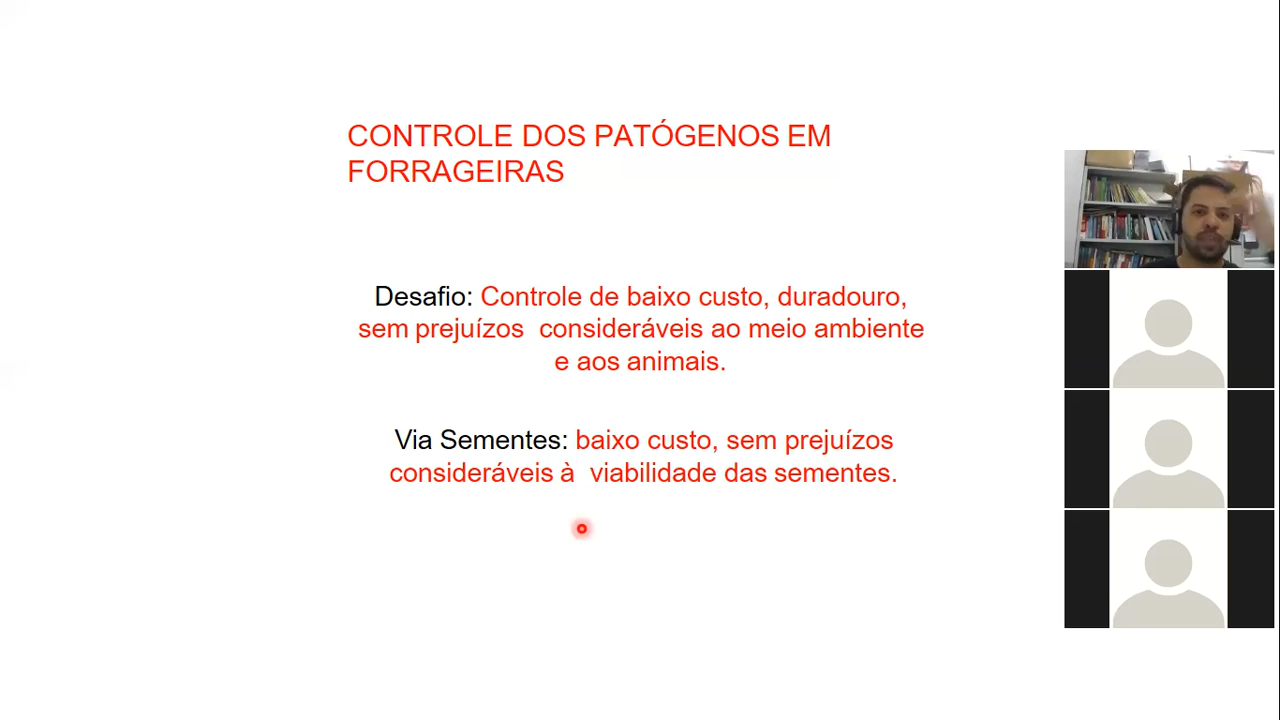 CONTROLE DOS PATÓGENOS EM
FORRAGEIRAS
Desafio: Controle de baixo custo, duradouro,
sem prejuízos consideráveis ao meio ambiente
e aos animais.
Via Sementes: baixo custo, sem prejuízos
consideráveis à viabilidade das sementes.